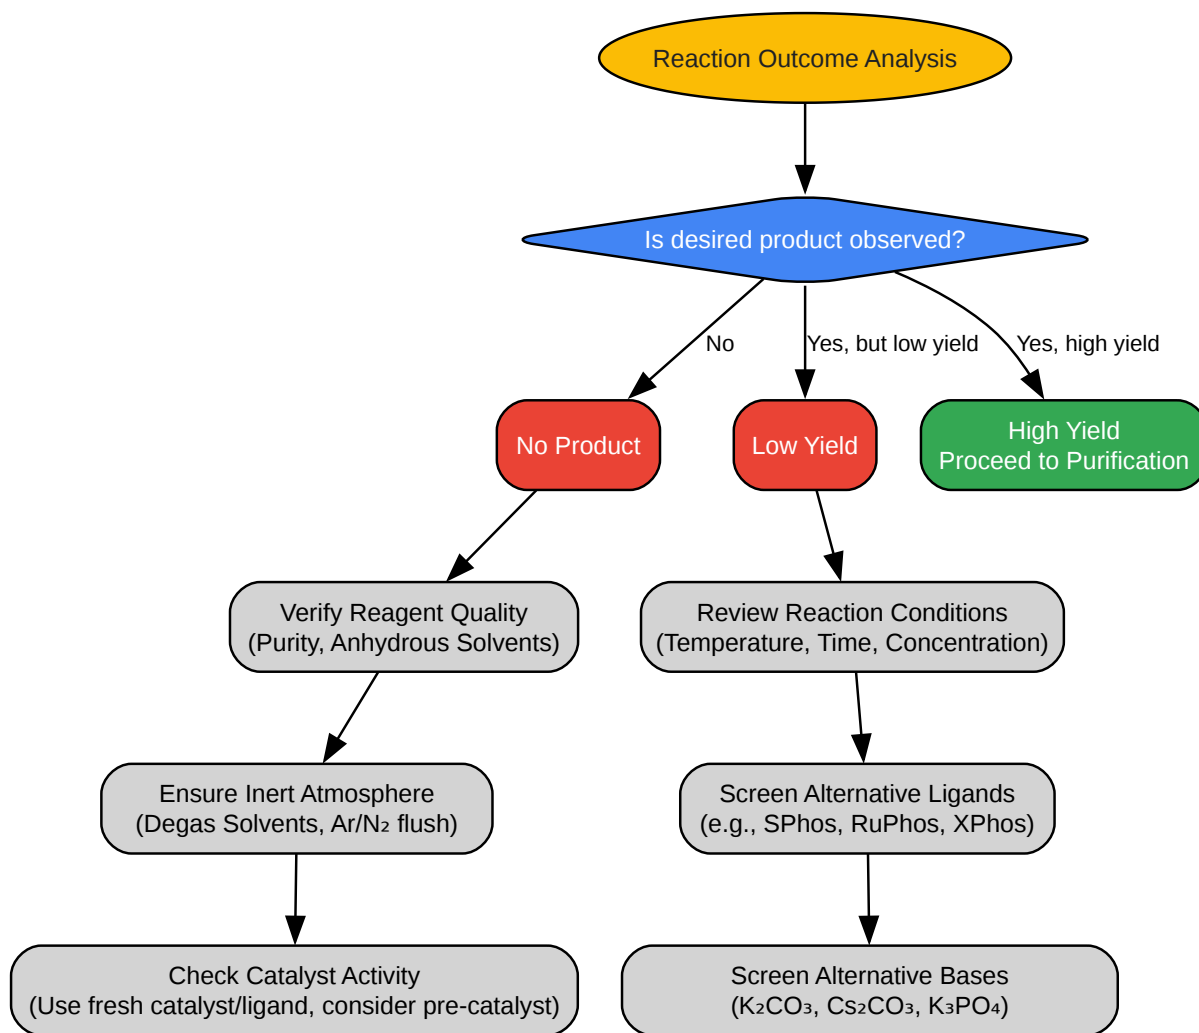 Reaction Outcome Analysis
Is desired product observed?
No
Yes, but low yield
Yes, high yield
No Product
Low Yield
High Yield
Proceed to Purification
Verify Reagent Quality
(Purity, Anhydrous Solvents)
Review Reaction Conditions
(Temperature, Time, Concentration)
Ensure Inert Atmosphere
(Degas Solvents, Ar/N₂ flush)
Screen Alternative Ligands
(e.g., SPhos, RuPhos, XPhos)
Check Catalyst Activity
(Use fresh catalyst/ligand, consider pre-catalyst)
Screen Alternative Bases
(K₂CO₃, Cs₂CO₃, K₃PO₄)